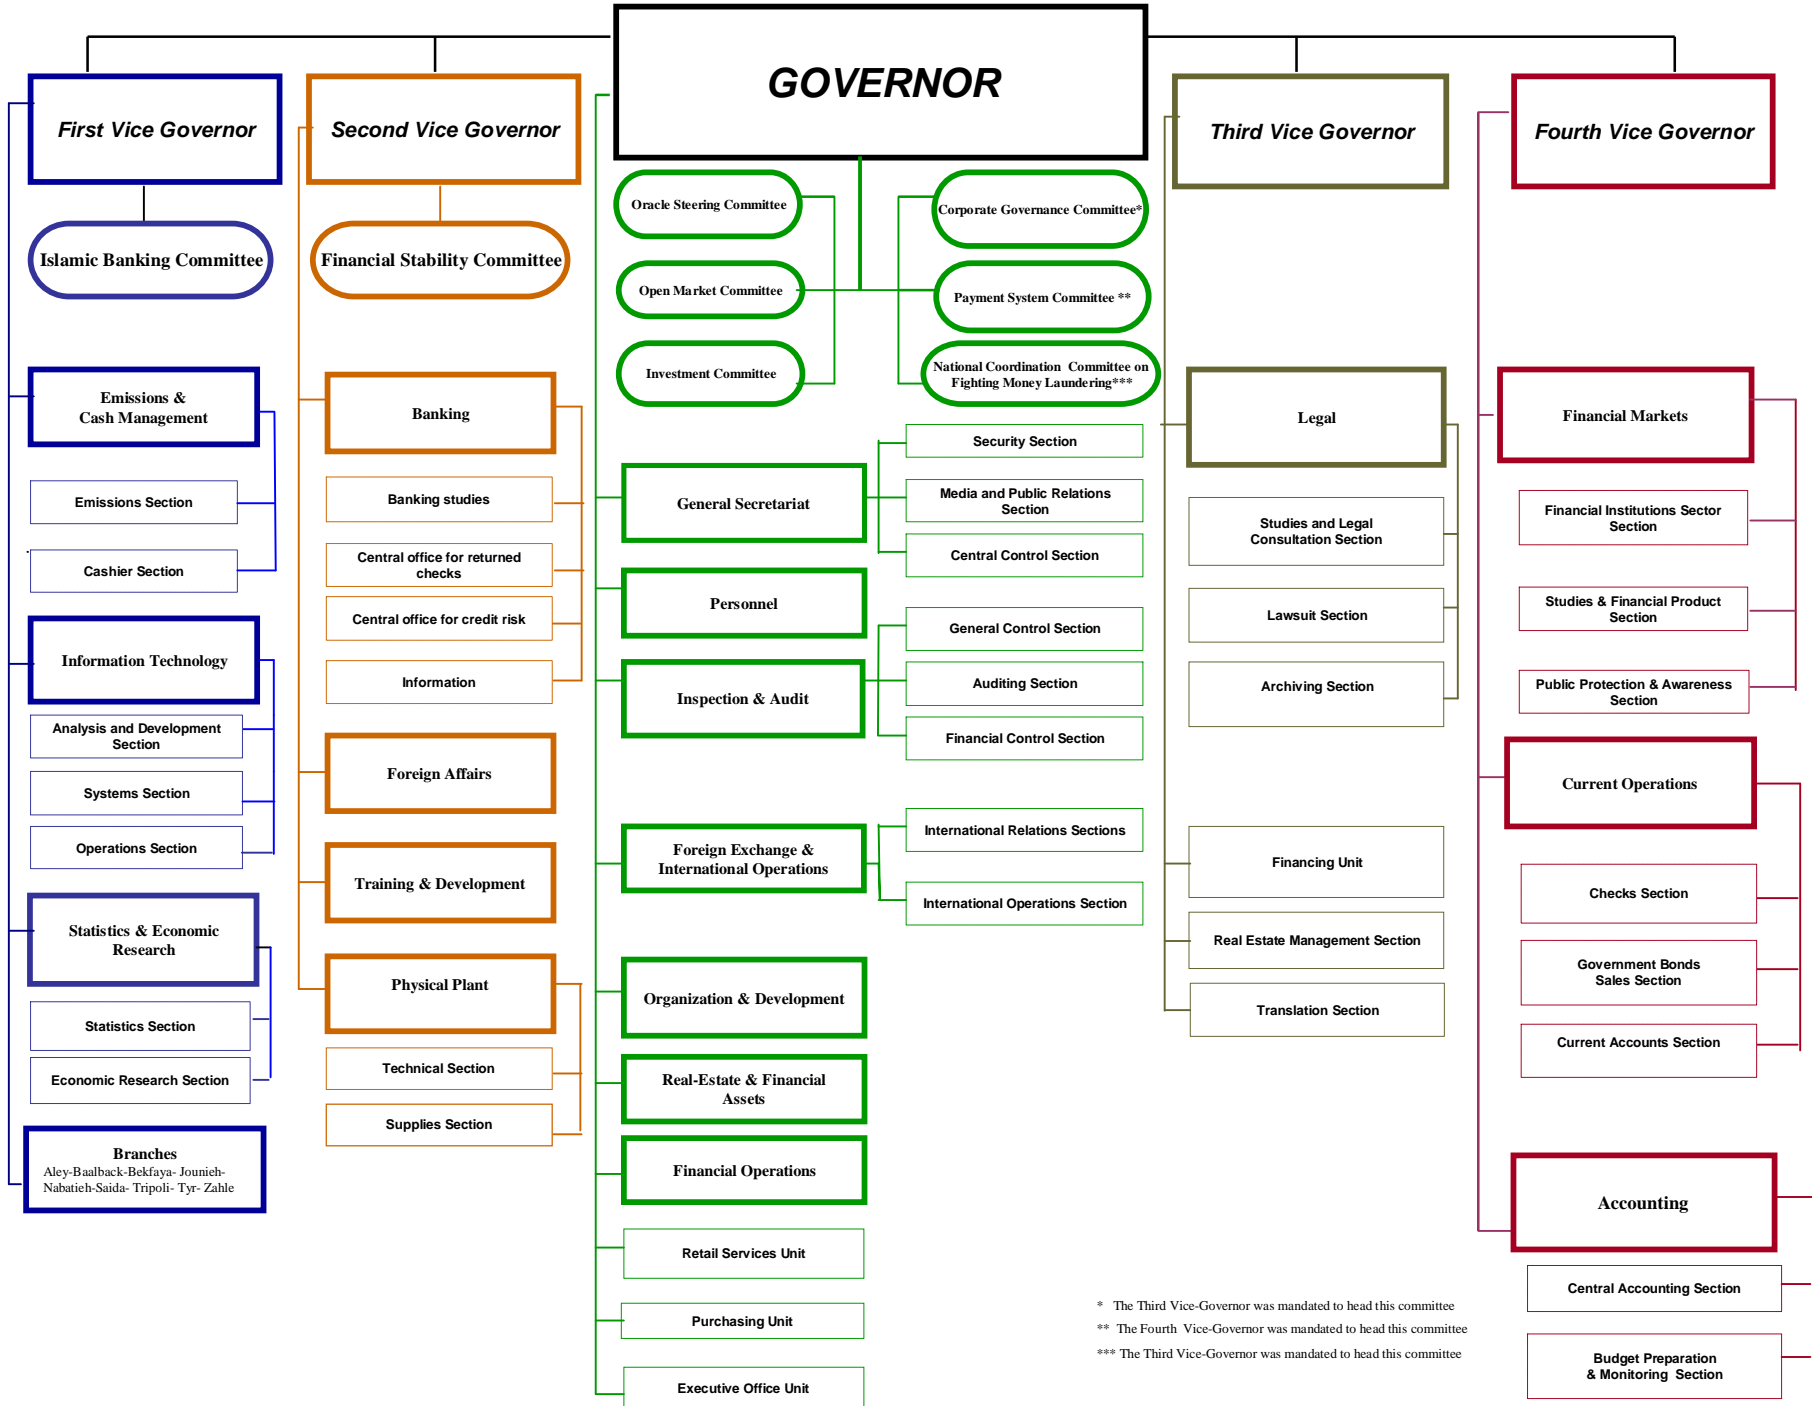 GOVERNOR
First Vice Governor
Second Vice Governor
Third Vice Governor
Fourth Vice Governor
Islamic Banking Committee
Financial Stability Committee
Oracle Steering Committee
Open Market Committee
Investment Committee
Corporate Governance Committee*
Payment System Committee **
National Coordination Committee on
Fighting Money Laundering***
Emissions &
Cash Management
Emissions Section
Cashier Section
Information Technology
Analysis and Development
Section
Systems Section
Operations Section
Statistics & Economic
Research
Statistics Section
Economic Research Section
Branches
Aley-Baalback-Bekfaya- Jounieh-
Nabatieh-Saida- Tripoli- Tyr- Zahle
Banking
Banking studies
Central office for returned
checks
Central office for credit risk
Information
Foreign Affairs
Training & Development
Physical Plant
Technical Section
Supplies Section
General Secretariat
Security Section
Media and Public Relations
Section
Central Control Section
Personnel
Inspection & Audit
General Control Section
Auditing Section
Financial Control Section
Foreign Exchange &
International Operations
International Relations Sections
International Operations Section
Organization & Development
Real-Estate & Financial
Assets
Financial Operations
Retail Services Unit
Purchasing Unit
Executive Office Unit
Legal
Studies and Legal
Consultation Section
Lawsuit Section
Archiving Section
Financing Unit
Real Estate Management Section
Translation Section
Financial Markets
Financial Institutions Sector
Section
Studies & Financial Product
Section
Public Protection & Awareness
Section
Current Operations
Checks Section
Government Bonds
Sales Section
Current Accounts Section
Accounting
Central Accounting Section
Budget Preparation
& Monitoring Section
* The Third Vice-Governor was mandated to head this committee
** The Fourth Vice-Governor was mandated to head this committee
*** The Third Vice-Governor was mandated to head this committee